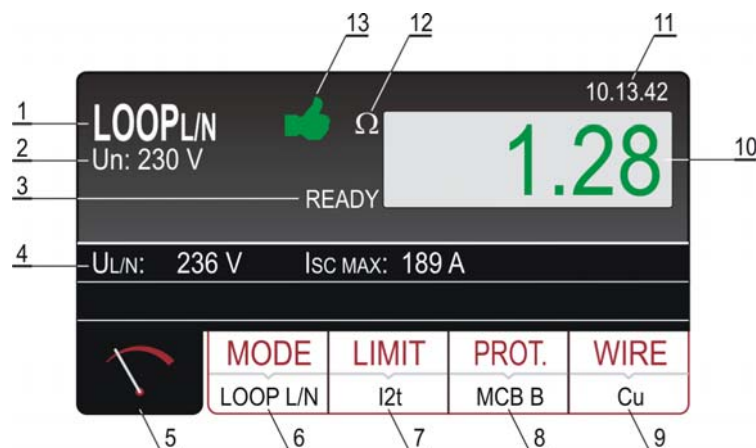 13 12 11
10.13.42
1 LOOPL/N Ω
2 Un: 230 V
1.28 10
3 READY
4 UL/N: 236 V ISC MAX: 189 A
MODE LIMIT PROT. WIRE
LOOP L/N I2t MCB B Cu
5 6 7 8 9